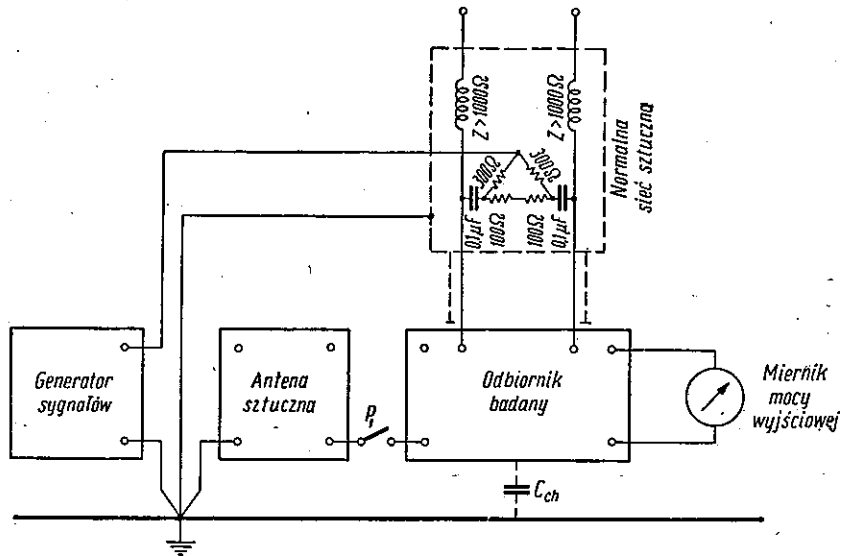 Z>1000Ω
Z>1000Ω
300Ω
300Ω
0,1μF
100Ω
100Ω
0,1μF
Normalna
sieć sztuczna
Generator
sygnałów
Antena
sztuczna
P₁
Odbiornik
badany
Miernik
mocy
wyjściowej
C_ch